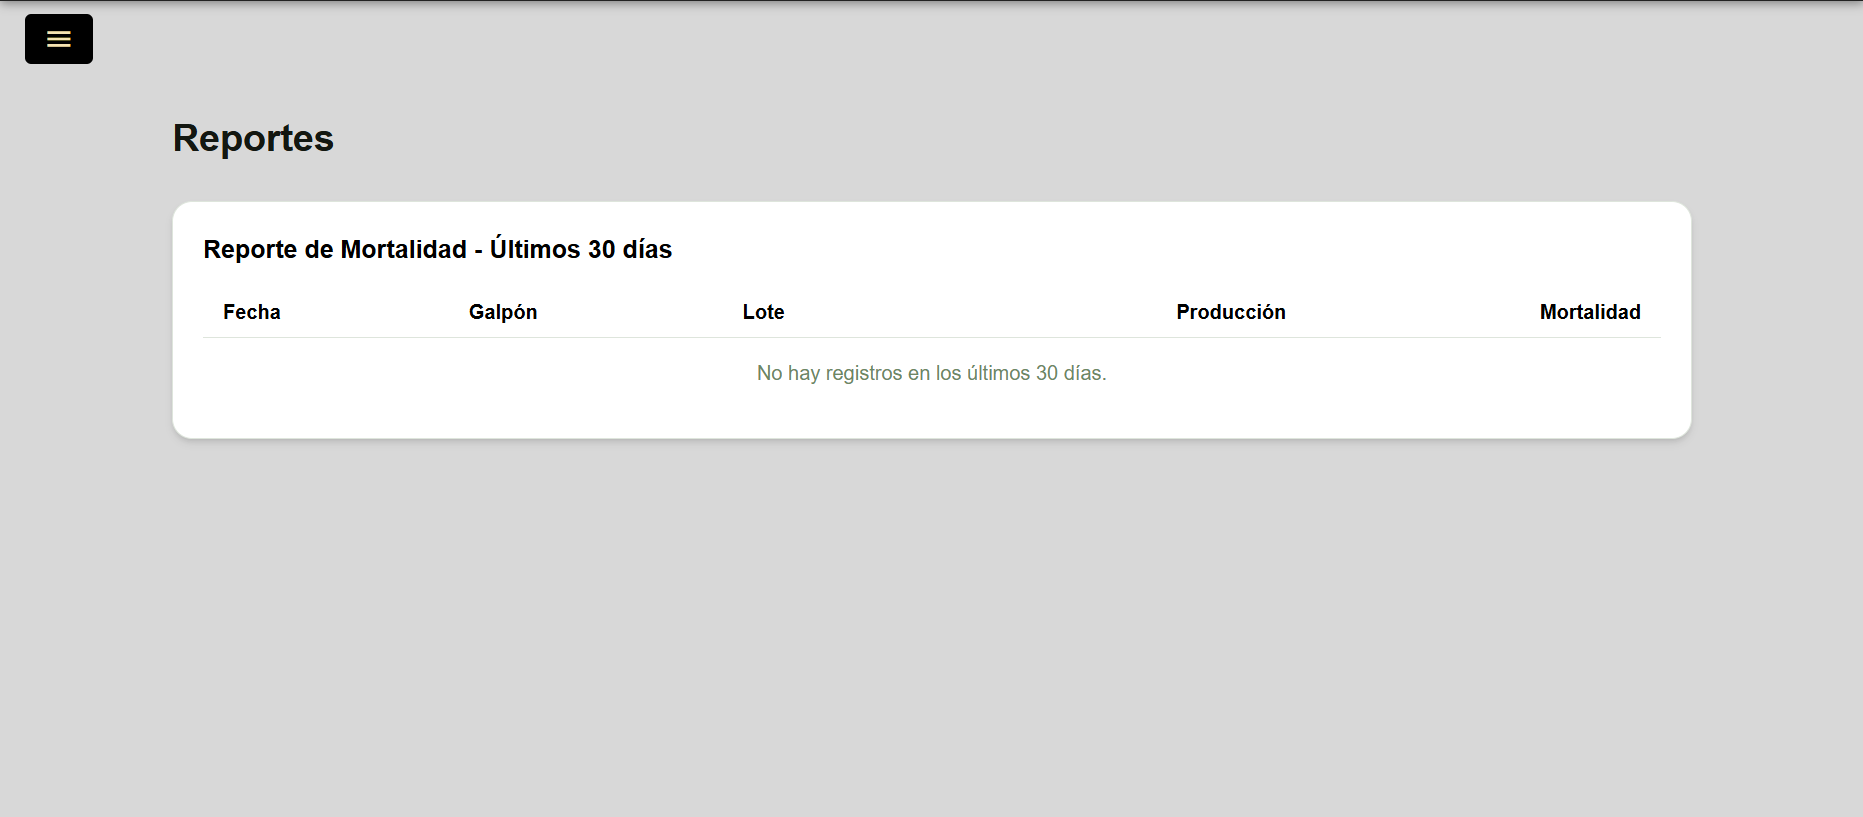 Reportes
Reporte de Mortalidad - Últimos 30 días
Fecha Galpón Lote Producción Mortalidad
No hay registros en los últimos 30 días.